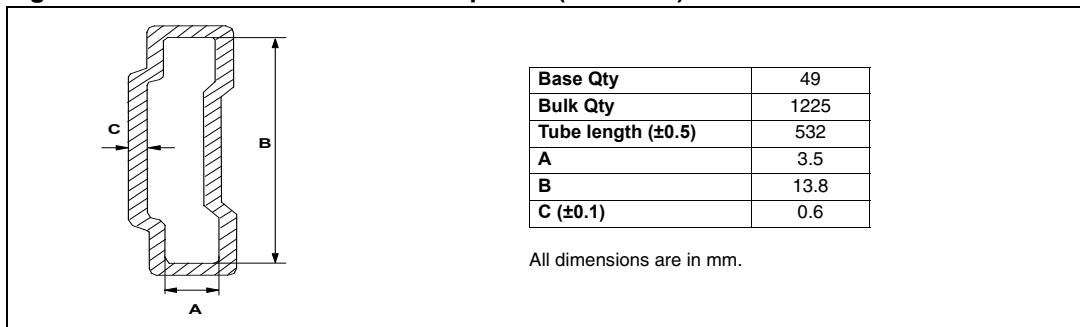 C
B
A
Base Qty 49
Bulk Qty 1225
Tube length (±0.5) 532
A 3.5
B 13.8
C (±0.1) 0.6
All dimensions are in mm.